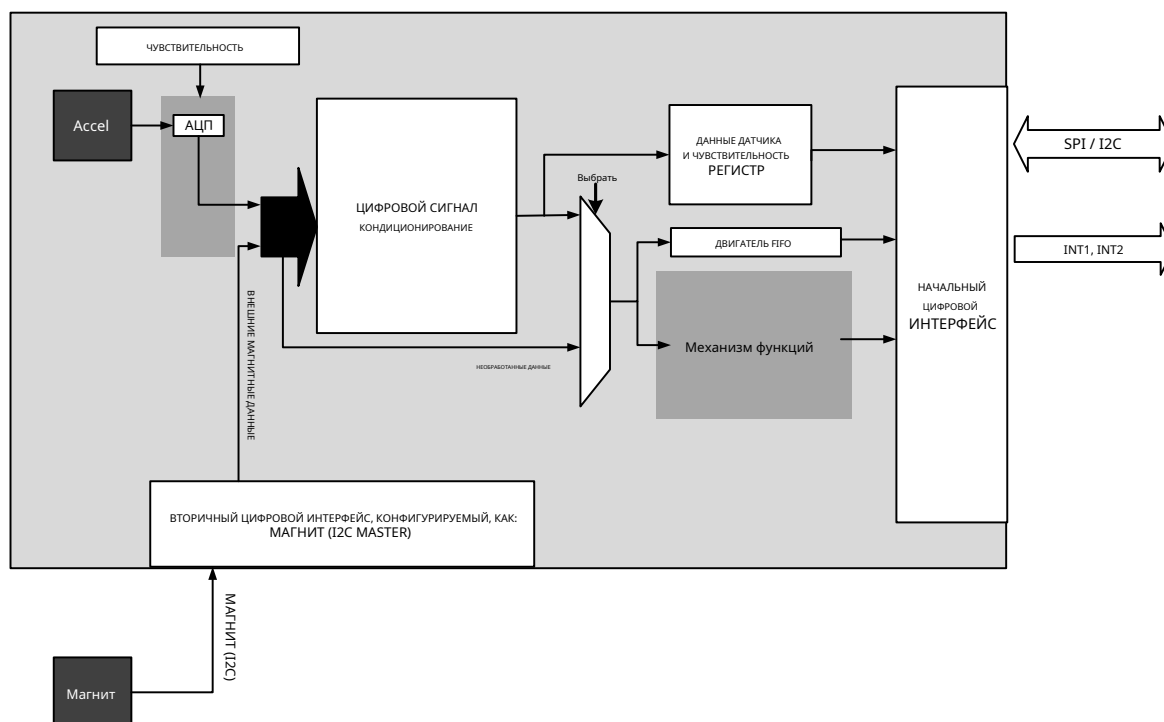 ЧУВСТВИТЕЛЬНОСТЬ
Accel
АЦП
ЦИФРОВОЙ СИГНАЛ
КОНДИЦИОНИРОВАНИЕ
ДАННЫЕ ДАТЧИКА
И ЧУВСТВИТЕЛЬНОСТЬ
РЕГИСТР
SPI / I2C
Выбрать
ДВИГАТЕЛЬ FIFO
INT1, INT2
НАЧАЛЬНЫЙ
ЦИФРОВОЙ
ИНТЕРФЕЙС
Механизм функций
НЕОБРАБОТАННЫЕ ДАННЫЕ
ВНЕШНИЕ МАГНИТНЫЕ ДАННЫЕ
ВТОРИЧНЫЙ ЦИФРОВОЙ ИНТЕРФЕЙС, КОНФИГУРИРУЕМЫЙ, КАК:
МАГНИТ (I2C MASTER)
МАГНИТ (I2C)
Магнит